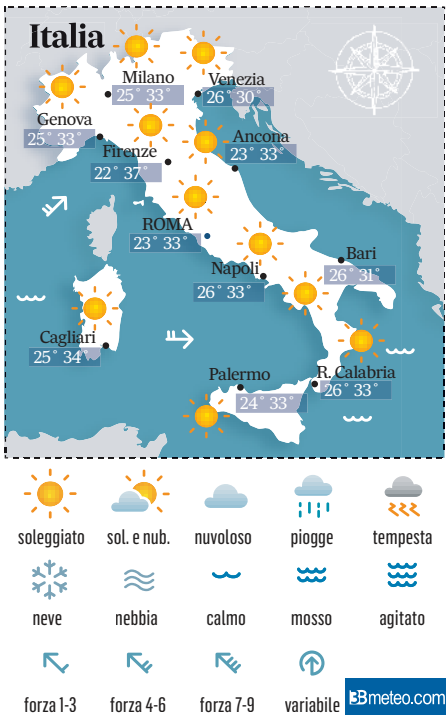 Italia
Milano
25° 33°
Venezia
26° 30°
Genova
25° 33°
Firenze
22° 37°
Ancona
23° 33°
ROMA
23° 33°
Napoli
26° 33°
Bari
26° 31°
Cagliari
25° 34°
Palermo
24° 33°
R. Calabria
26° 33°
soleggiato sol. e nub. nuvoloso piogge tempesta
neve nebbia calmo mosso agitato
forza 1-3 forza 4-6 forza 7-9 variabile
3Bmeteo.com